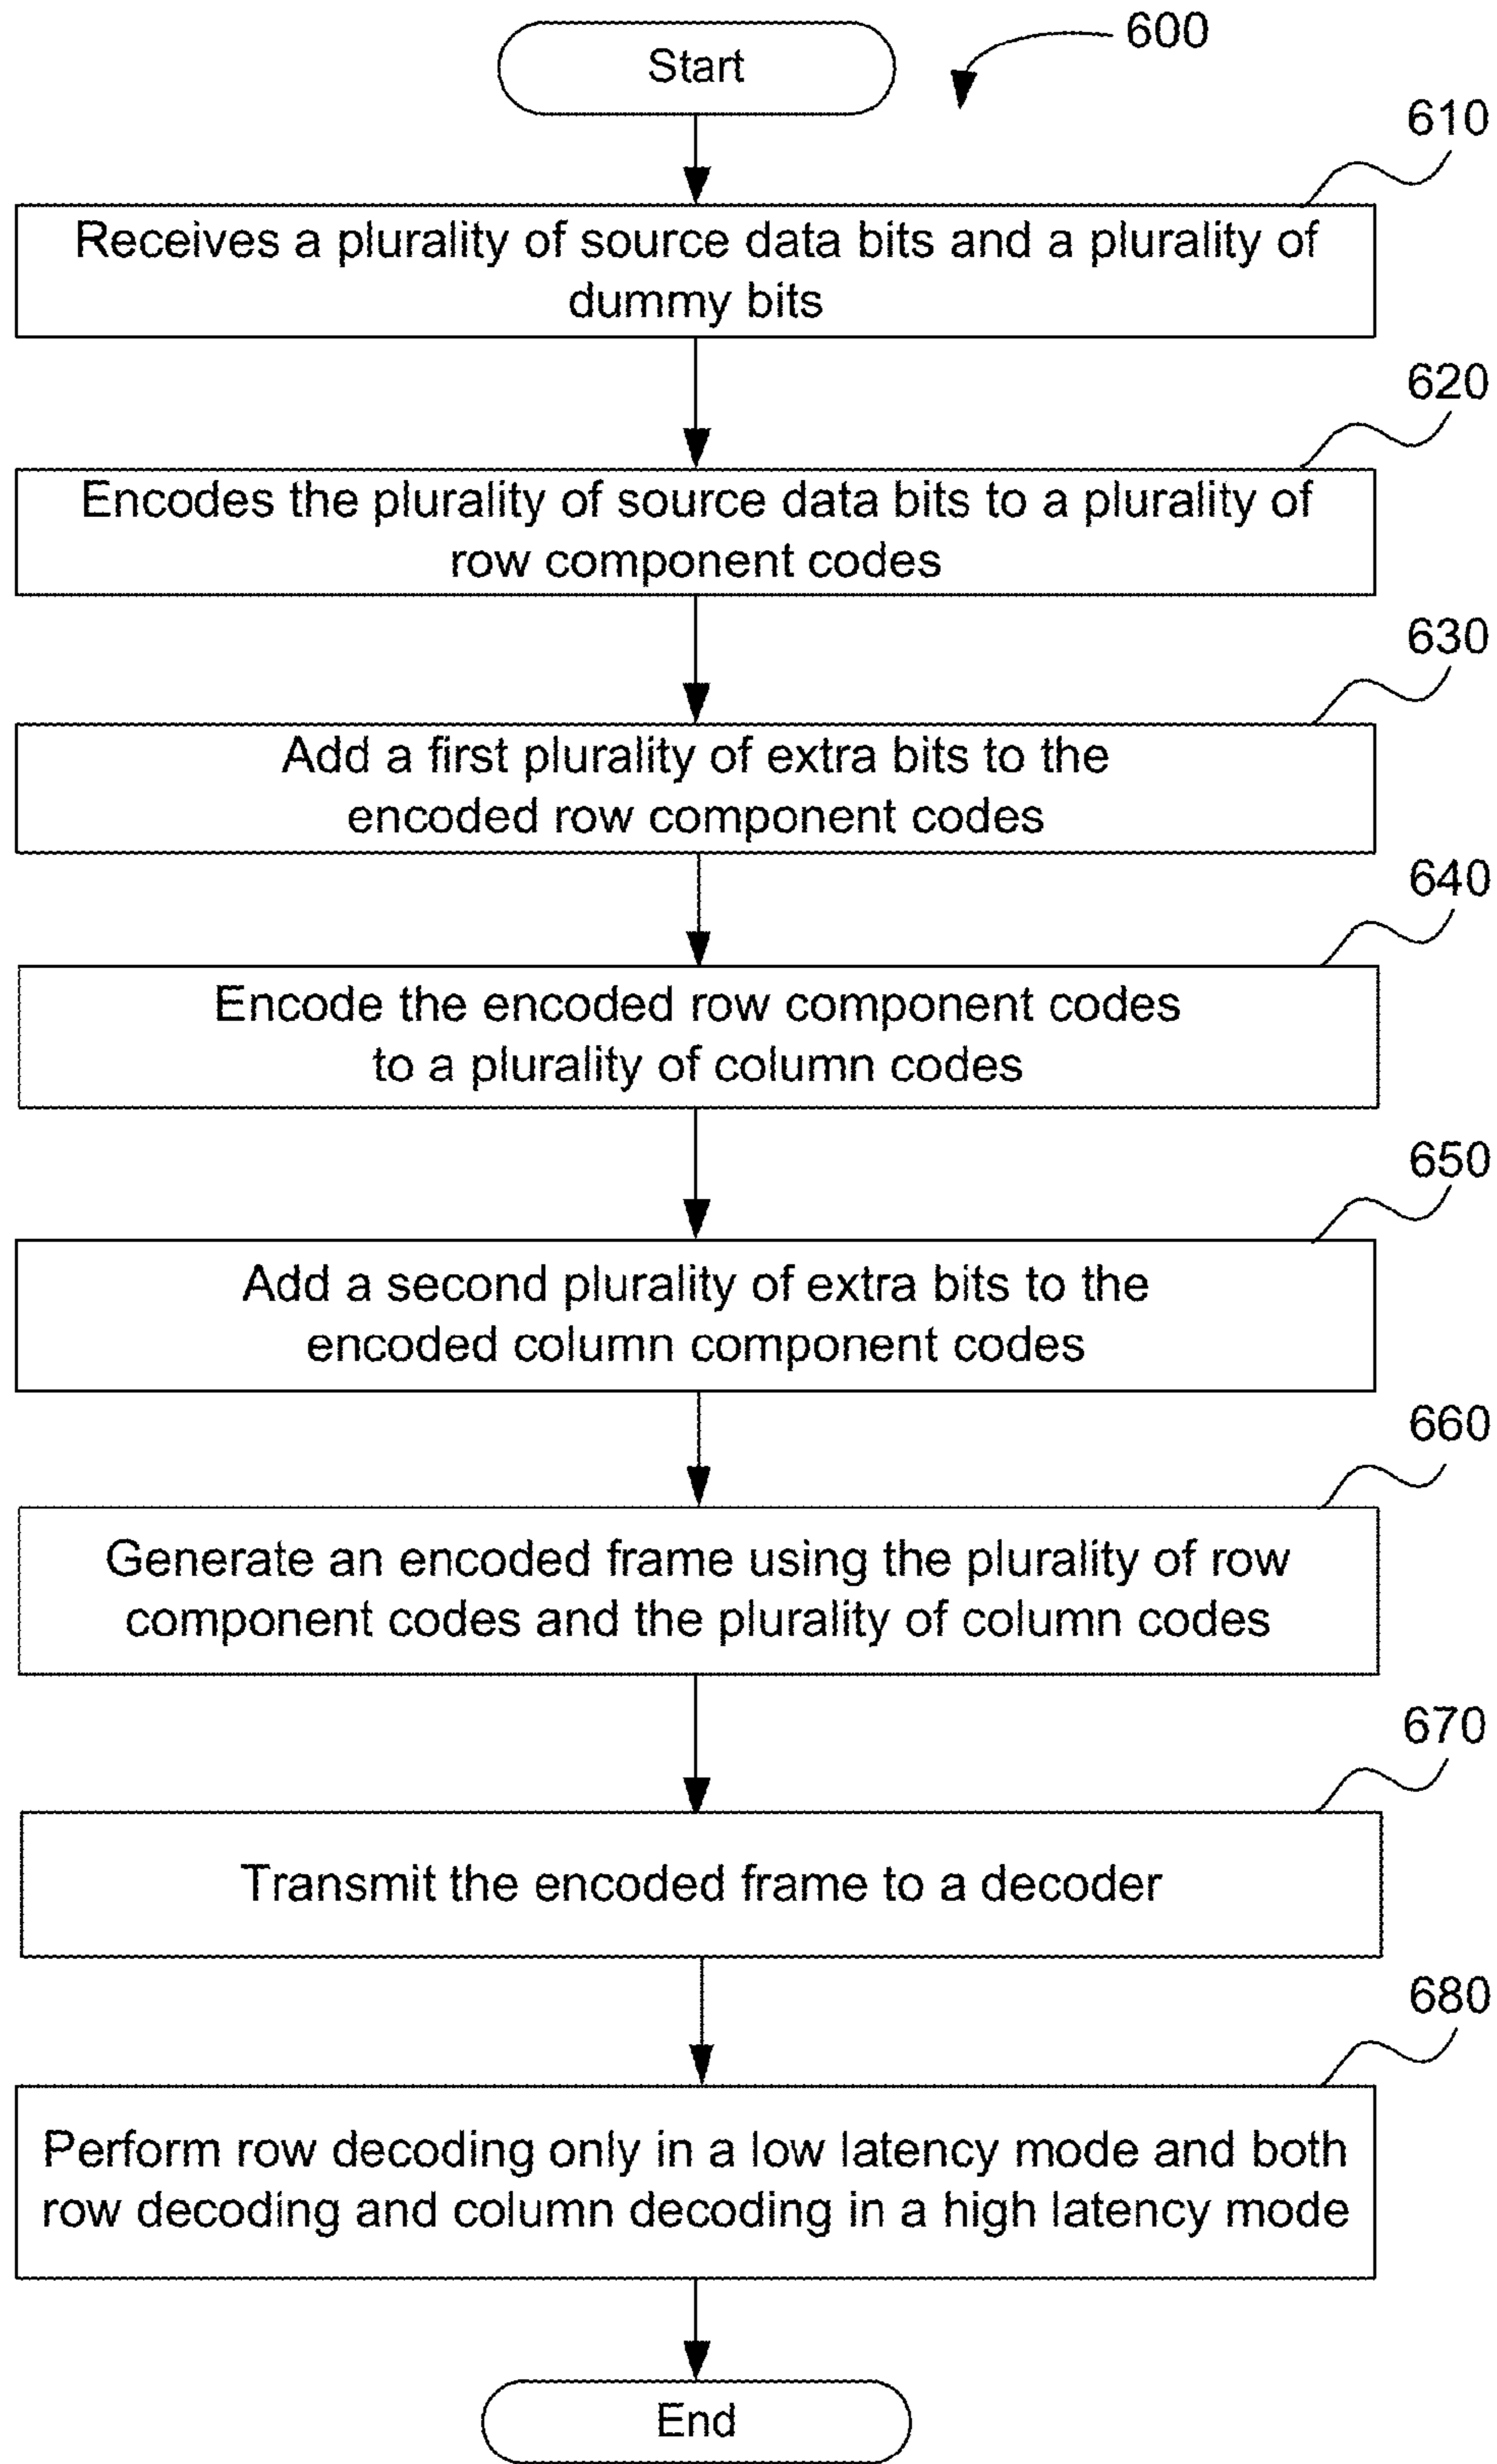 Start
600
610
Receives a plurality of source data bits and a plurality of
dummy bits
620
Encodes the plurality of source data bits to a plurality of
row component codes
630
Add a first plurality of extra bits to the
encoded row component codes
640
Encode the encoded row component codes
to a plurality of column codes
650
Add a second plurality of extra bits to the
encoded column component codes
660
Generate an encoded frame using the plurality of row
component codes and the plurality of column codes
670
Transmit the encoded frame to a decoder
680
Perform row decoding only in a low latency mode and both
row decoding and column decoding in a high latency mode
End